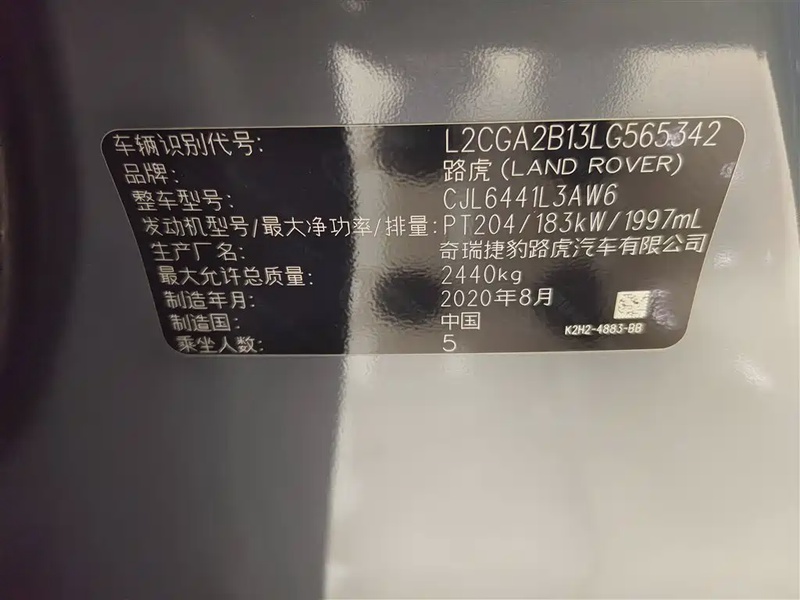 车辆识别代号: L2CGA2B13LG565342
品牌: 路虎 (LAND ROVER)
整车型号: CJL6441L3AW6
发动机型号/最大净功率/排量: PT204/183kW/1997mL
生产厂名: 奇瑞捷豹路虎汽车有限公司
最大允许总质量: 2440kg
制造年月: 2020年8月
制造国: 中国
乘坐人数: 5
K2H2-4883-BB